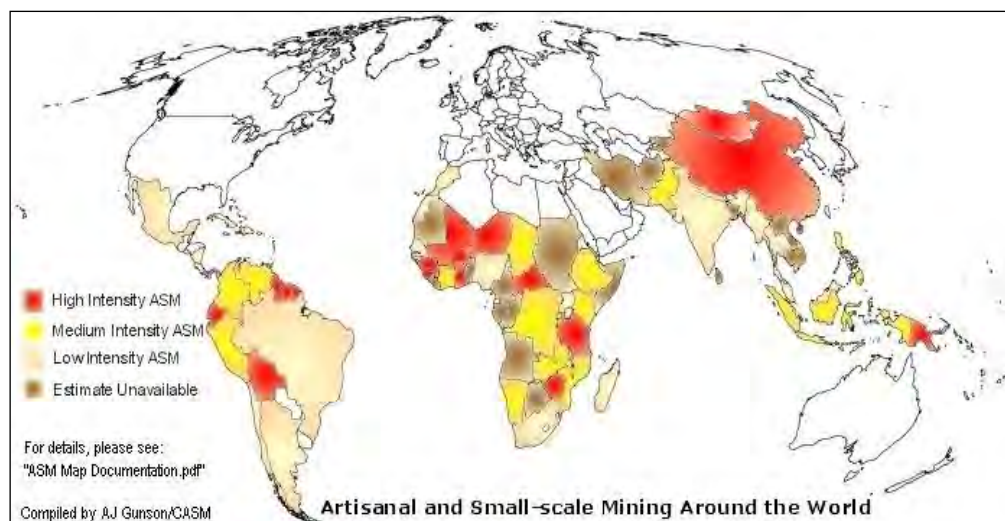 High Intensity ASM
Medium Intensity ASM
Low Intensity ASM
Estimate Unavailable
For details, please see:
"ASM Map Documentation.pdf"
Compiled by AJ Gunson/CASM
Artisanal and Small-scale Mining Around the World